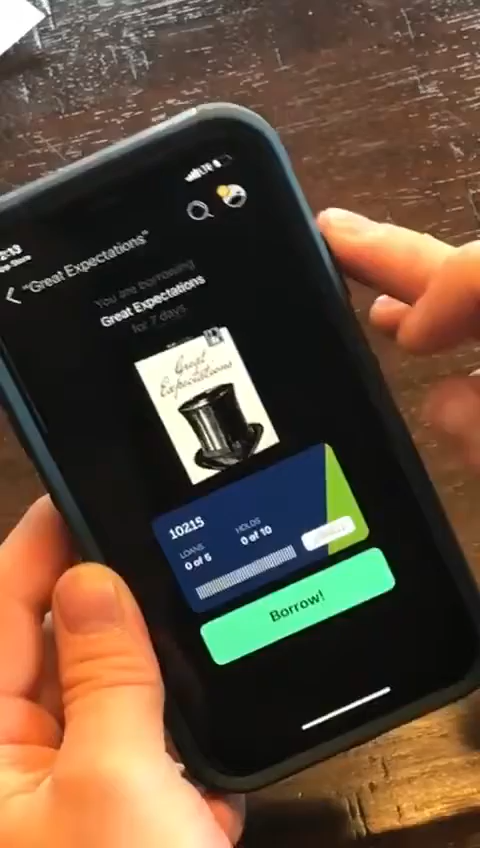 LTE
"Great Expectations"
You are borrowing
Great Expectations
for 7 days
Great
Expectations
10215
LOANS
0 of 5
HOLDS
0 of 10
Borrow!